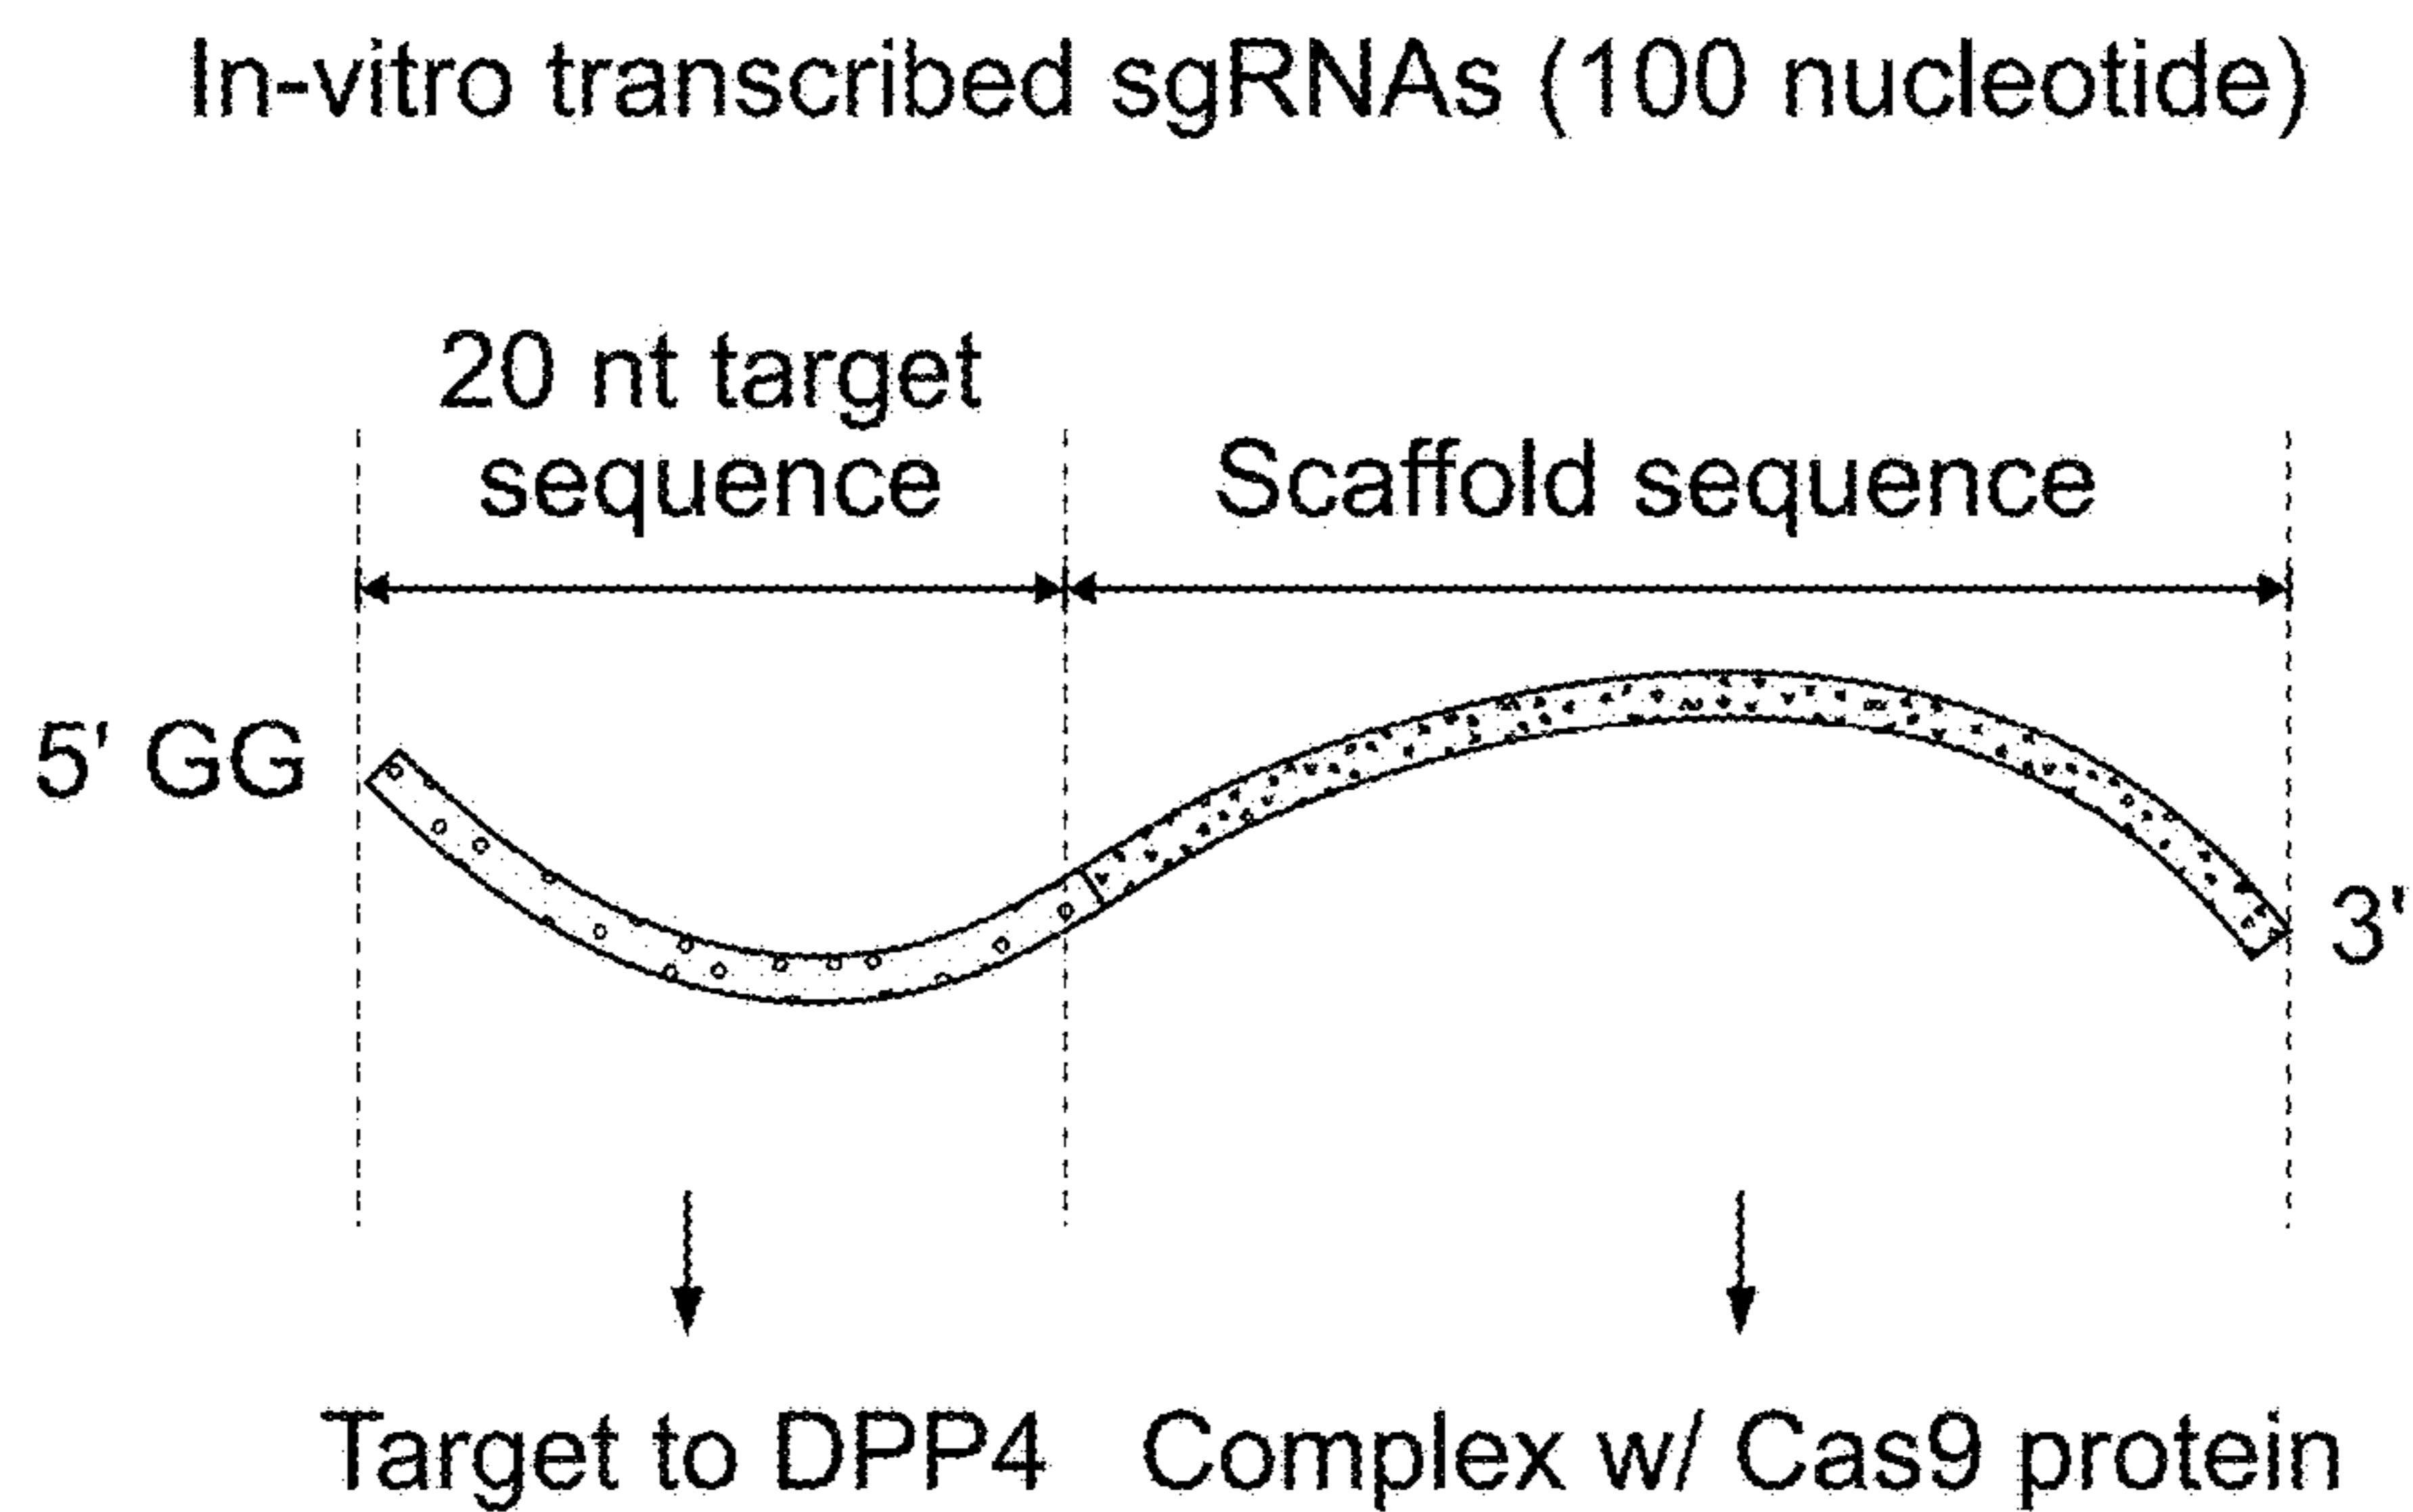 In-vitro transcribed sgRNAs (100 nucleotide)
20 nt target
sequence
Scaffold sequence
5' GG
3'
Target to DPP4
Complex w/ Cas9 protein